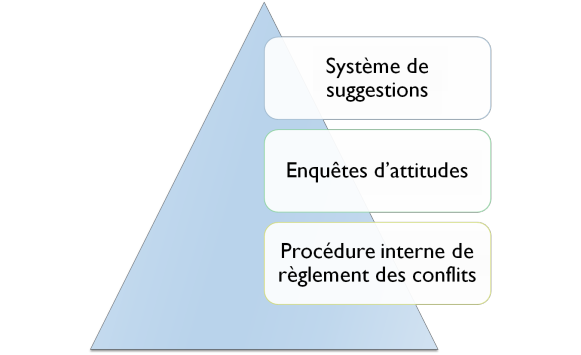 Système de
suggestions
Enquêtes d’attitudes
Procédure interne de
règlement des conflits